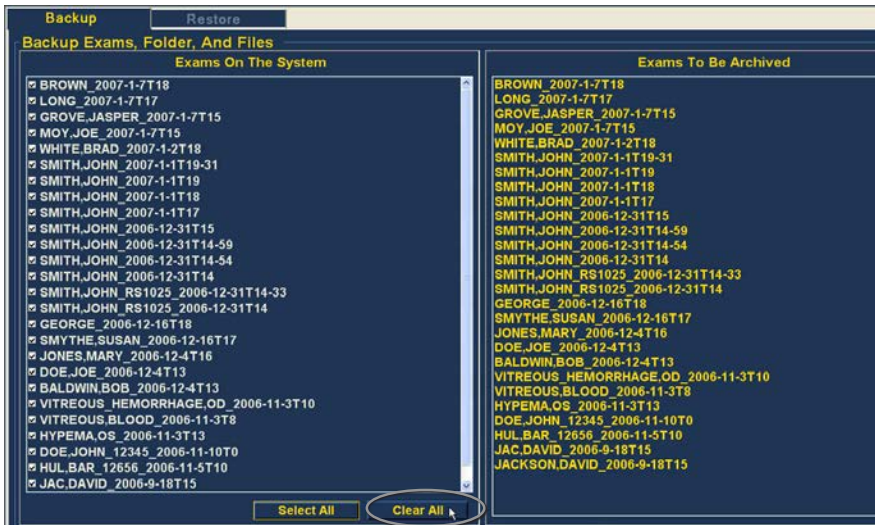 Backup
Restore
Backup Exams, Folder, And Files
Exams On The System
BROWN_2007-1-7T18
LONG_2007-1-7T17
GROVE,JASPER_2007-1-7T15
MOY,JOE_2007-1-7T15
WHITE,BRAD_2007-1-2T18
SMITH,JOHN_2007-1-1T19-31
SMITH,JOHN_2007-1-1T19
SMITH,JOHN_2007-1-1T18
SMITH,JOHN_2007-1-1T17
SMITH,JOHN_2006-12-31T15
SMITH,JOHN_2006-12-31T14-59
SMITH,JOHN_2006-12-31T14-54
SMITH,JOHN_2006-12-31T14
SMITH,JOHN_RS1025_2006-12-31T14-33
SMITH,JOHN_RS1025_2006-12-31T14
GEORGE_2006-12-16T18
SMYTHE,SUSAN_2006-12-16T17
JONES,MARY_2006-12-4T16
DOE,JOE_2006-12-4T13
BALDWIN,BOB_2006-12-4T13
VITREOUS_HEMORRHAGE,OD_2006-11-3T10
VITREOUS,BLOOD_2006-11-3T8
HYPEMA,OS_2006-11-3T13
DOE,JOHN_12345_2006-11-10T0
HUL,BAR_12656_2006-11-5T10
JAC,DAVID_2006-9-18T15
Select All
Clear All
Exams To Be Archived
BROWN_2007-1-7T18
LONG_2007-1-7T17
GROVE,JASPER_2007-1-7T15
MOY,JOE_2007-1-7T15
WHITE,BRAD_2007-1-2T18
SMITH,JOHN_2007-1-1T19-31
SMITH,JOHN_2007-1-1T19
SMITH,JOHN_2007-1-1T18
SMITH,JOHN_2007-1-1T17
SMITH,JOHN_2006-12-31T15
SMITH,JOHN_2006-12-31T14-59
SMITH,JOHN_2006-12-31T14-54
SMITH,JOHN_2006-12-31T14
SMITH,JOHN_RS1025_2006-12-31T14-33
SMITH,JOHN_RS1025_2006-12-31T14
GEORGE_2006-12-16T18
SMYTHE,SUSAN_2006-12-16T17
JONES,MARY_2006-12-4T16
DOE,JOE_2006-12-4T13
BALDWIN,BOB_2006-12-4T13
VITREOUS_HEMORRHAGE,OD_2006-11-3T10
VITREOUS,BLOOD_2006-11-3T8
HYPEMA,OS_2006-11-3T13
DOE,JOHN_12345_2006-11-10T0
HUL,BAR_12656_2006-11-5T10
JAC,DAVID_2006-9-18T15
JACKSON,DAVID_2006-9-18T15